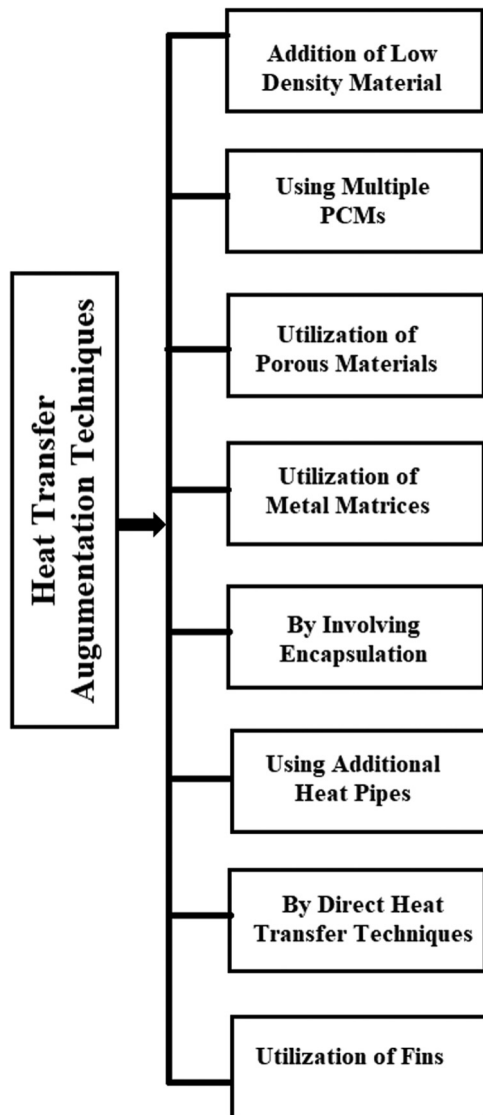 Heat Transfer
Augumentation Techniques
Addition of Low
Density Material
Using Multiple
PCMs
Utilization of
Porous Materials
Utilization of
Metal Matrices
By Involving
Encapsulation
Using Additional
Heat Pipes
By Direct Heat
Transfer Techniques
Utilization of Fins